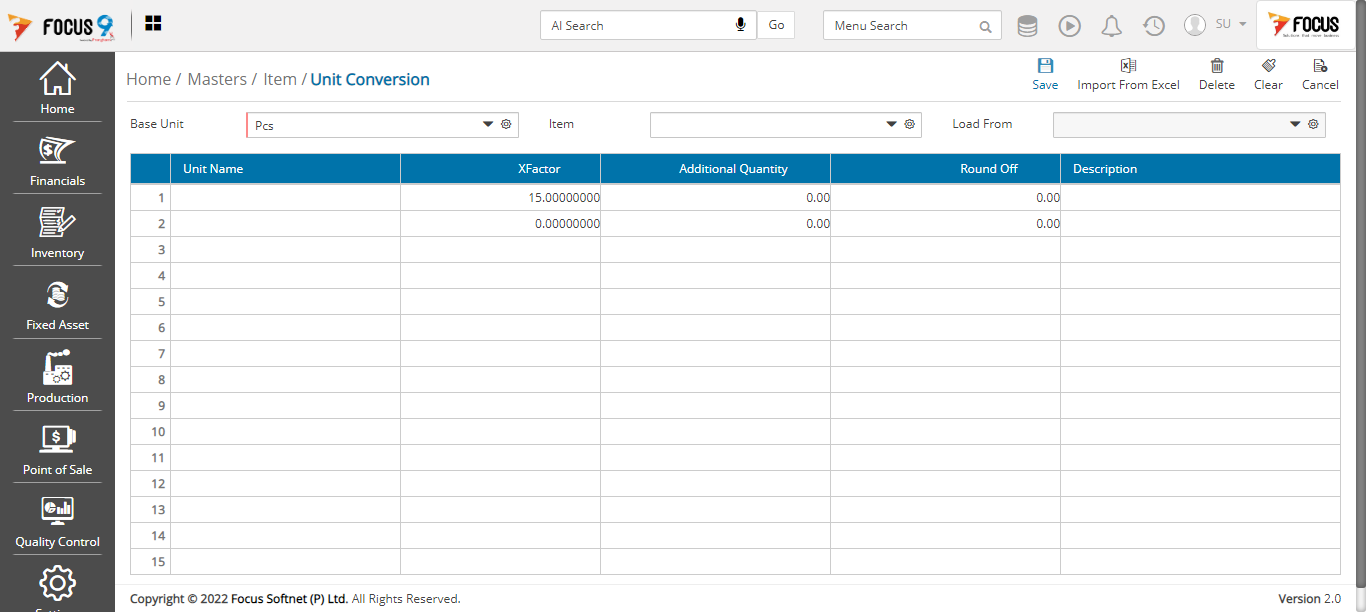 FOCUS 9
AI Search
Go
Menu Search
SU
FOCUS
Home
Financials
Inventory
Fixed Asset
Production
Point of Sale
Quality Control
Home / Masters / Item / Unit Conversion
Save
Import From Excel
Delete
Clear
Cancel
Base Unit
Pcs
Item
Load From
Unit Name XFactor Additional Quantity Round Off Description
1 15.00000000 0.00 0.00
2 0.00000000 0.00 0.00
3
4
5
6
7
8
9
10
11
12
13
14
15
Copyright © 2022 Focus Softnet (P) Ltd. All Rights Reserved.
Version 2.0